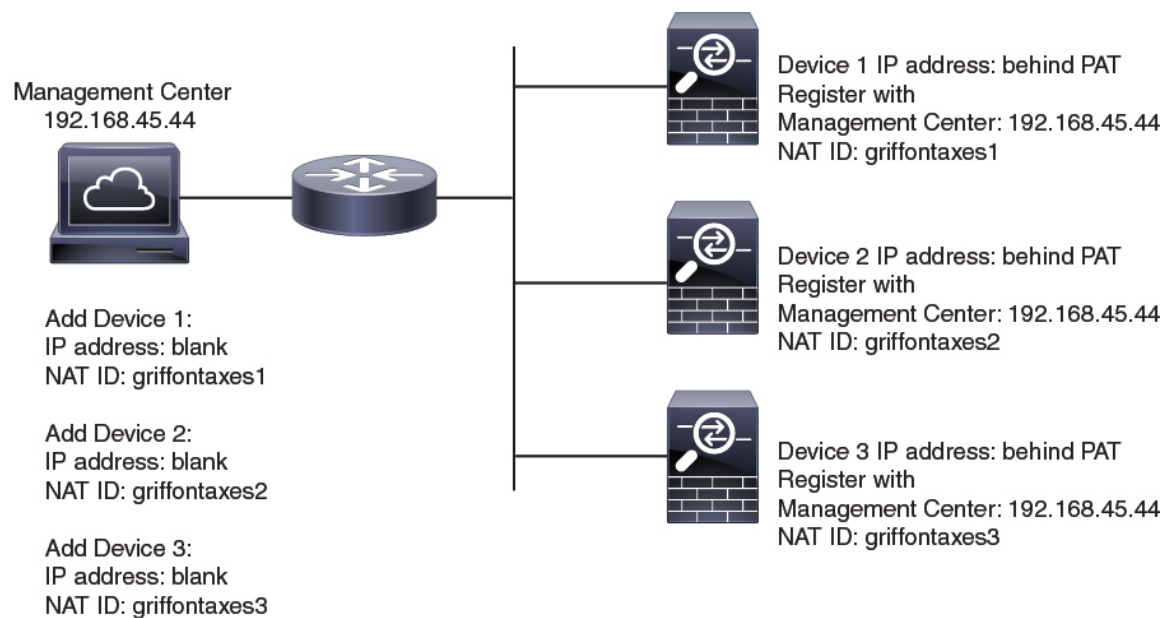 Management Center
192.168.45.44
Add Device 1:
IP address: blank
NAT ID: griffontaxes1
Add Device 2:
IP address: blank
NAT ID: griffontaxes2
Add Device 3:
IP address: blank
NAT ID: griffontaxes3
Device 1 IP address: behind PAT
Register with
Management Center: 192.168.45.44
NAT ID: griffontaxes1
Device 2 IP address: behind PAT
Register with
Management Center: 192.168.45.44
NAT ID: griffontaxes2
Device 3 IP address: behind PAT
Register with
Management Center: 192.168.45.44
NAT ID: griffontaxes3